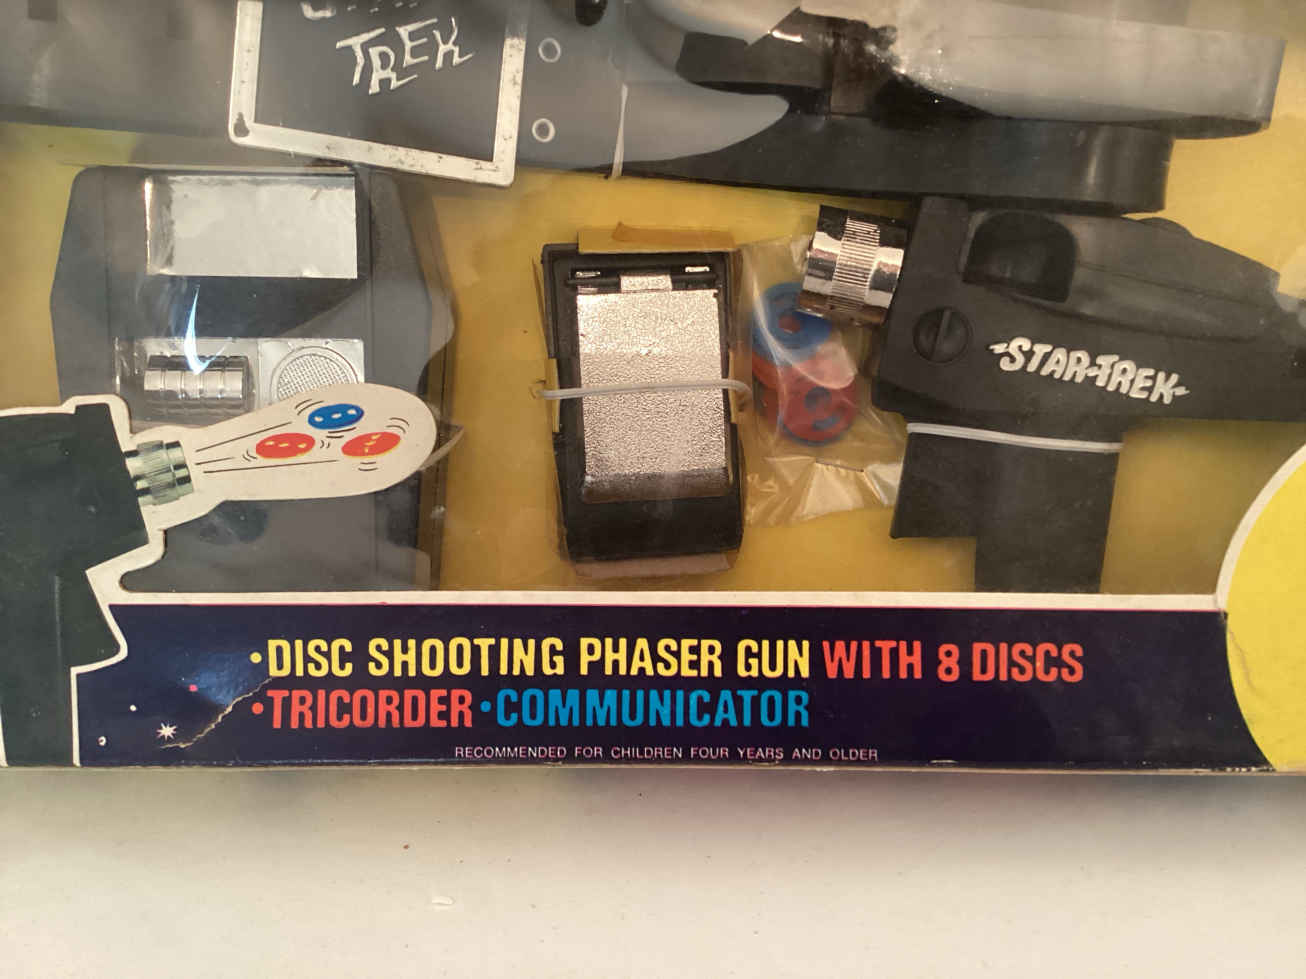 TREK
STAR TREK
•DISC SHOOTING PHASER GUN WITH 8 DISCS
•TRICORDER •COMMUNICATOR
RECOMMENDED FOR CHILDREN FOUR YEARS AND OLDER